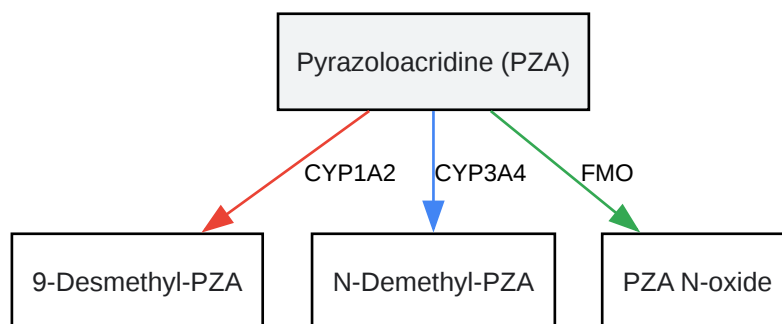 Pyrazoloacridine (PZA)
CYP1A2
CYP3A4
FMO
9-Desmethyl-PZA
N-Demethyl-PZA
PZA N-oxide